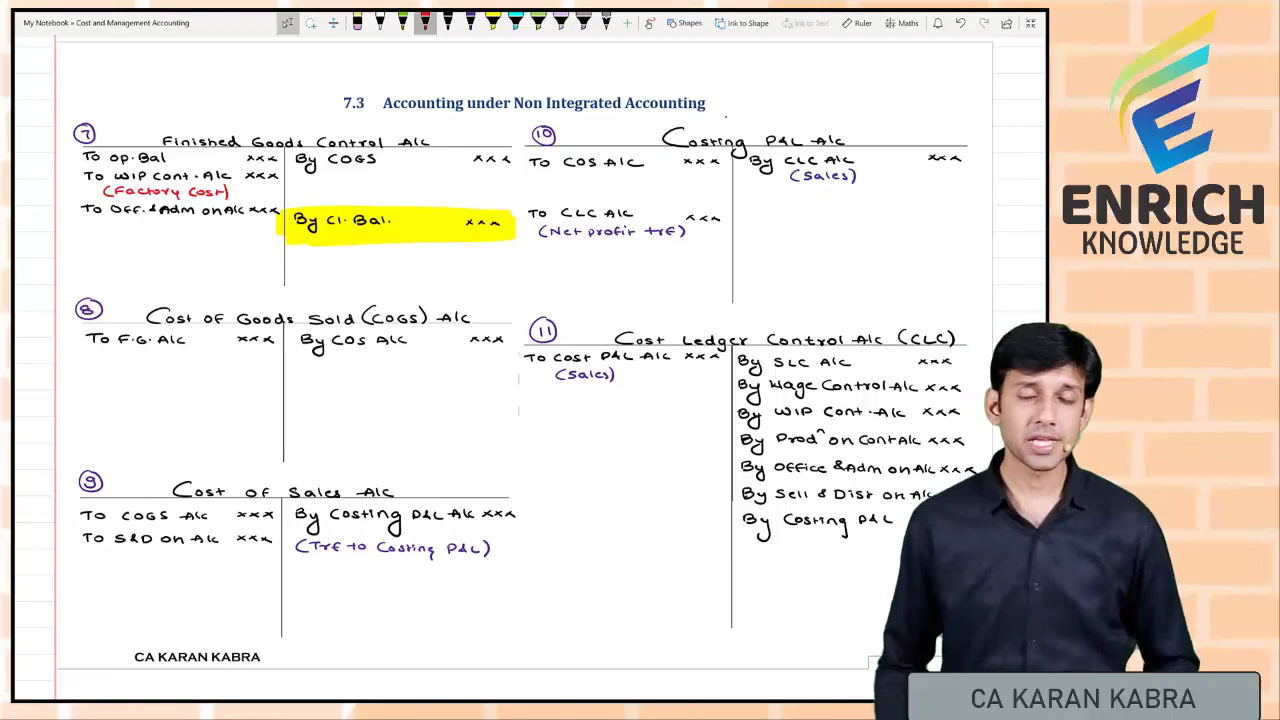 My Notebook » Cost and Management Accounting
Shapes
Ink to Shape
Ink to Text
Ruler
Maths
7.3 Accounting under Non Integrated Accounting
7
Finished Goods Control A/c
To Op. Bal xxx
By COGS xxx
To WIP Cont. A/c xxx
(Factory Cost)
To Off. & Adm OH A/c xxx
By Cl. Bal. xxx
8
Cost of Goods Sold (COGS) A/c
To F.G. A/c xxx
By COS A/c xxx
9
Cost of Sales A/c
To COGS A/c xxx
By Costing P&L A/c xxx
To S&D OH A/c xxx
(Trf to Costing P&L)
10
Costing P&L A/c
To COS A/c xxx
By CLC A/c xxx
(Sales)
To CLC A/c xxx
(Net profit trf)
11
Cost Ledger Control A/c (CLC)
To Cost P&L A/c xxx
(Sales)
By SLC A/c xxx
By Wage Control A/c xxx
By WIP Cont. A/c xxx
By Prodⁿ OH Cont A/c xxx
By Office & Adm OH A/c xxx
By Sell & Dist OH A/c
By Costing P&L
CA KARAN KABRA
ENRICH
KNOWLEDGE
CA KARAN KABRA